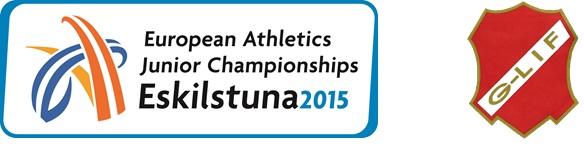 European Athletics
Junior Championships
Eskilstuna2015
G-LIF